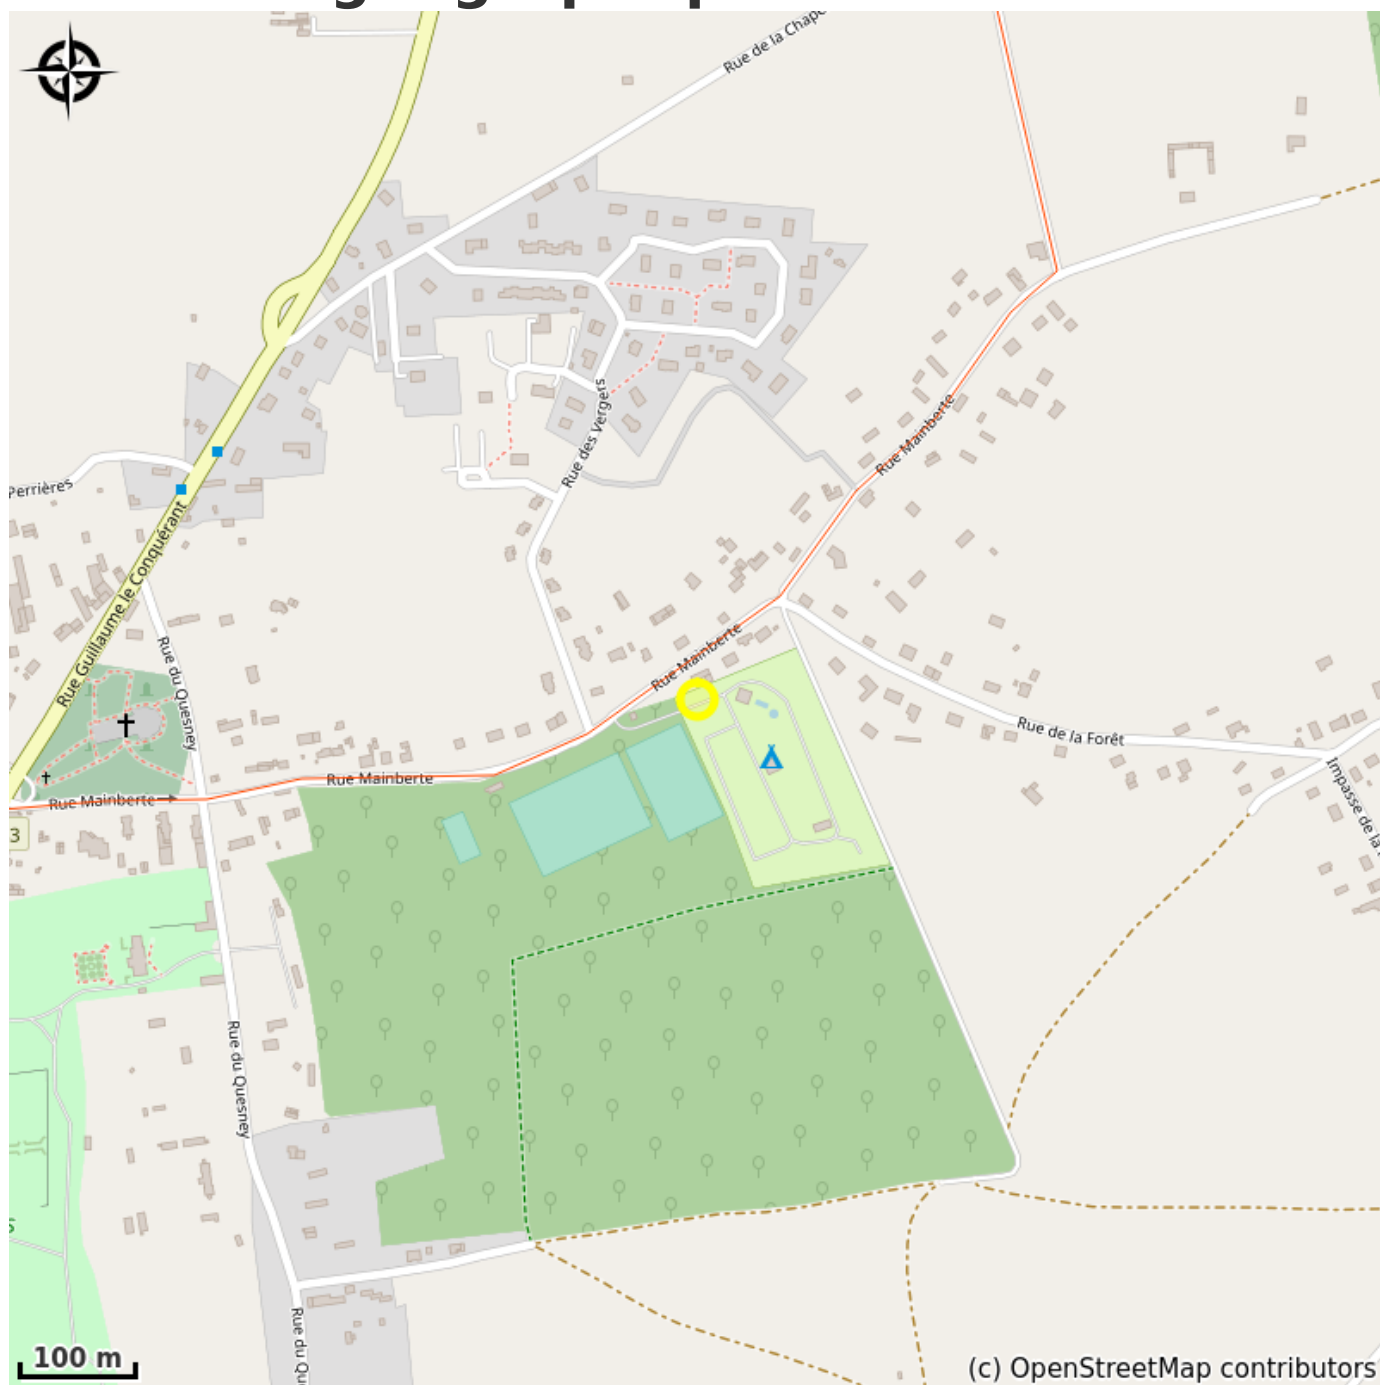 Rue de la Chape
Rue Mainberte
Rue des Vergers
Perrières
Rue Guillaume le Conquérant
Rue du Quesney
Rue Mainberte
Rue de la Forêt
Impasse de la
Rue Mainberte
Rue Mainberte
3
Rue du Quesney
S
Rue du Qu
100 m
(c) OpenStreetMap contributors